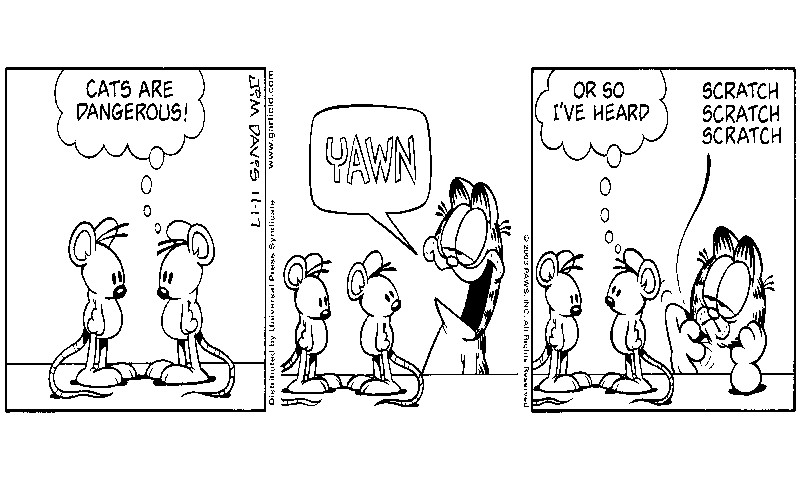 CATS ARE
DANGEROUS!
JIM DAVIS 11-17
www.garfield.com
Distributed by Universal Press Syndicate
YAWN
© 2003 PAWS, INC. All Rights Reserved
OR SO
I'VE HEARD
SCRATCH
SCRATCH
SCRATCH